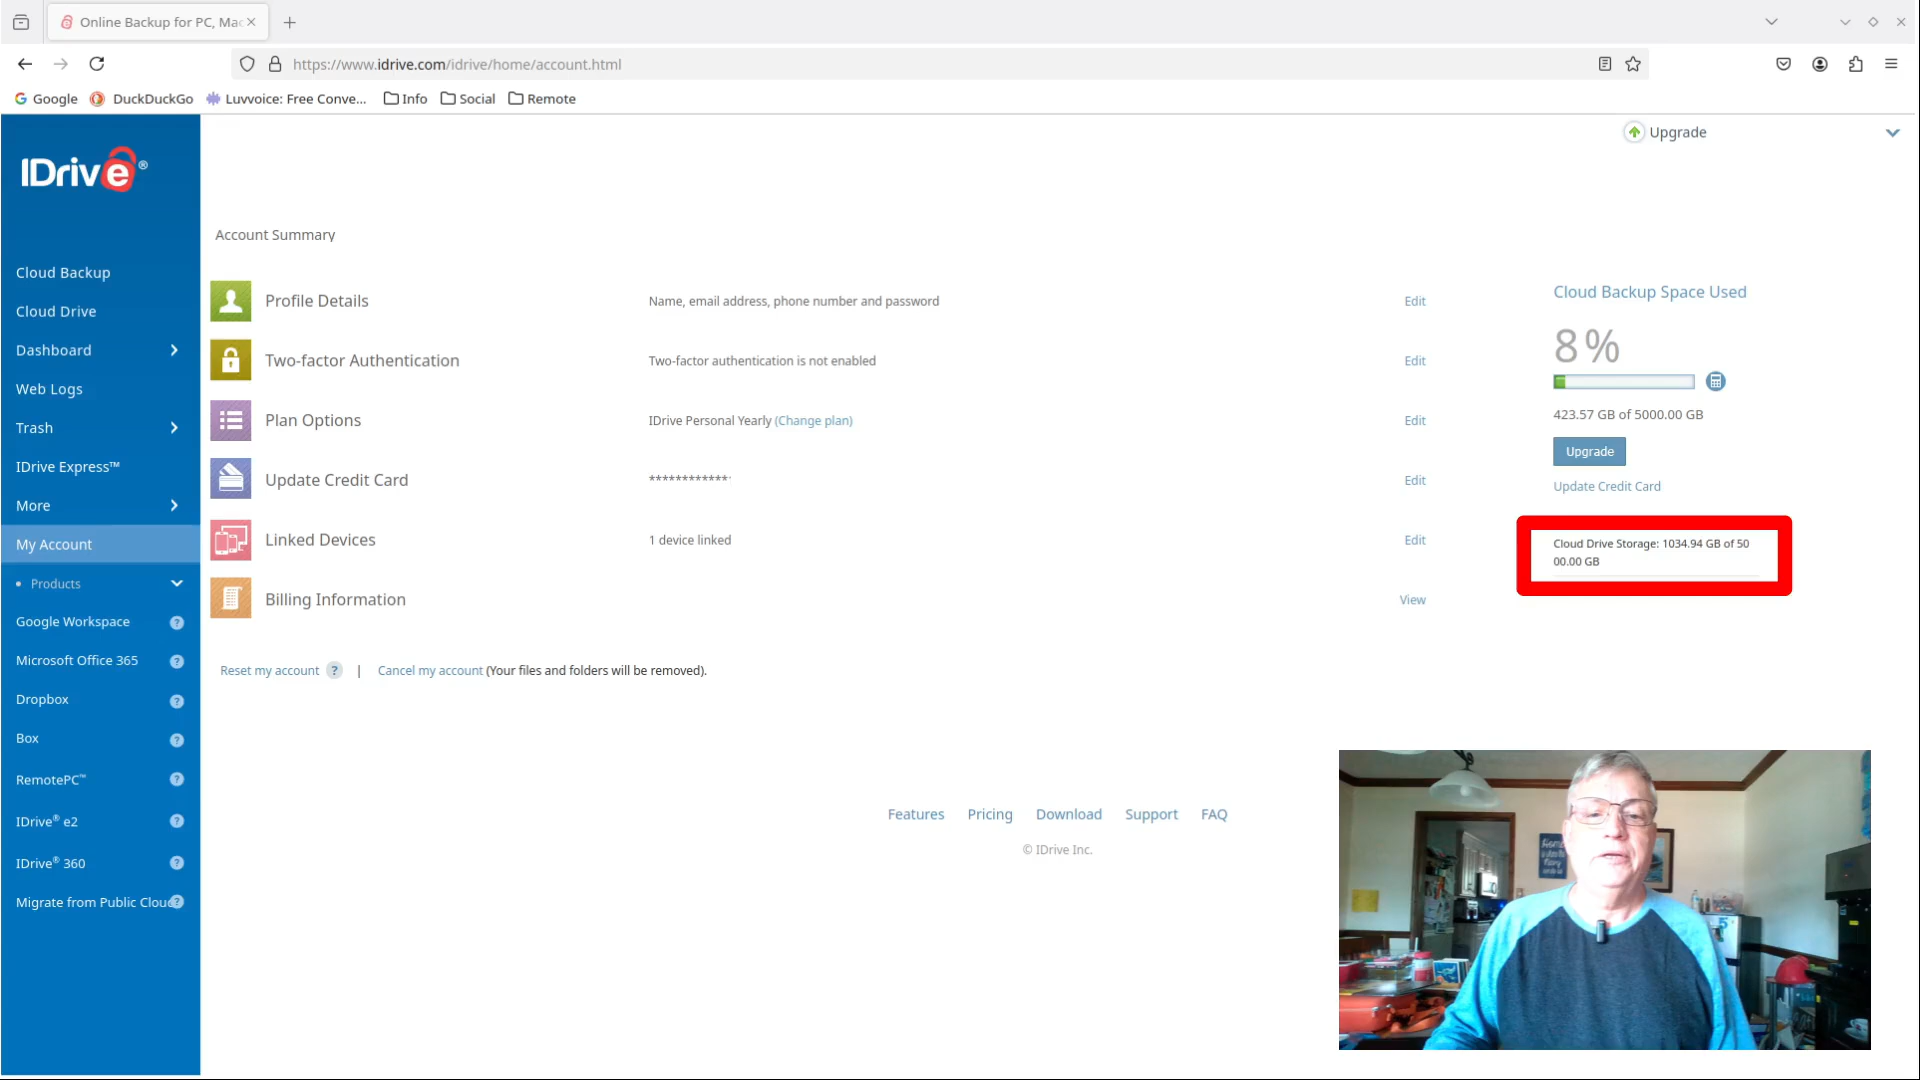 Online Backup for PC, Mac
https://www.idrive.com/idrive/home/account.html
Google
DuckDuckGo
Luvvoice: Free Conve...
Info
Social
Remote
IDrive®
Upgrade
Cloud Backup
Cloud Drive
Dashboard
Web Logs
Trash
IDrive Express™
More
My Account
Products
Google Workspace ?
Microsoft Office 365 ?
Dropbox ?
Box ?
RemotePC™ ?
IDrive® e2 ?
IDrive® 360 ?
Migrate from Public Clou ?
Account Summary
Profile Details
Name, email address, phone number and password
Edit
Two-factor Authentication
Two-factor authentication is not enabled
Edit
Plan Options
IDrive Personal Yearly (Change plan)
Edit
Update Credit Card
************
Edit
Linked Devices
1 device linked
Edit
Billing Information
View
Reset my account ? | Cancel my account (Your files and folders will be removed).
Cloud Backup Space Used
8%
423.57 GB of 5000.00 GB
Upgrade
Update Credit Card
Cloud Drive Storage: 1034.94 GB of 50
00.00 GB
Features
Pricing
Download
Support
FAQ
© IDrive Inc.